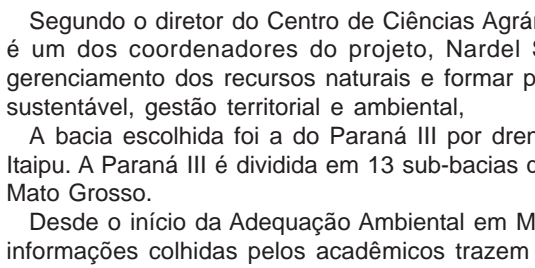 Segundo o diretor do Centro de Ciências
é um dos coordenadores do projeto, Nardel
gerenciamento dos recursos naturais e formar
sustentável, gestão territorial e ambiental,
A bacia escolhida foi a do Paraná III por
Itaipu. A Paraná III é dividida em 13 sub-bacias
Mato Grosso.
Desde o início da Adequação Ambiental em
informações colhidas pelos acadêmicos trazem